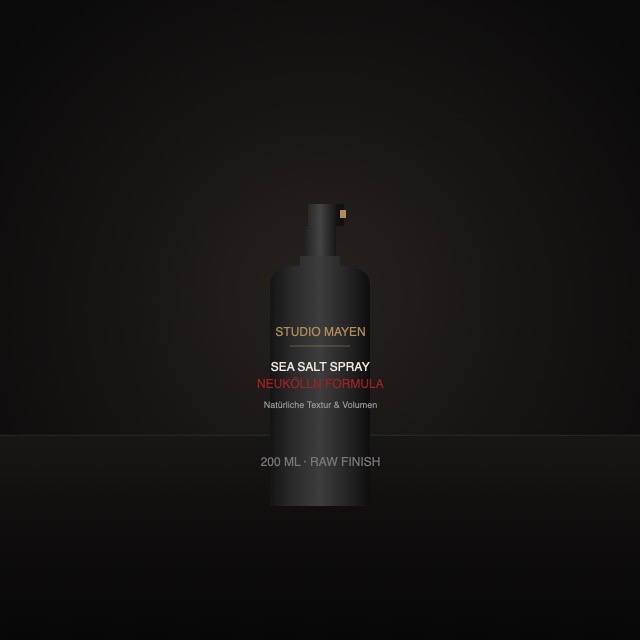 STUDIO MAYEN
SEA SALT SPRAY
NEUKÖLLN FORMULA
Natürliche Textur & Volumen
200 ML · RAW FINISH